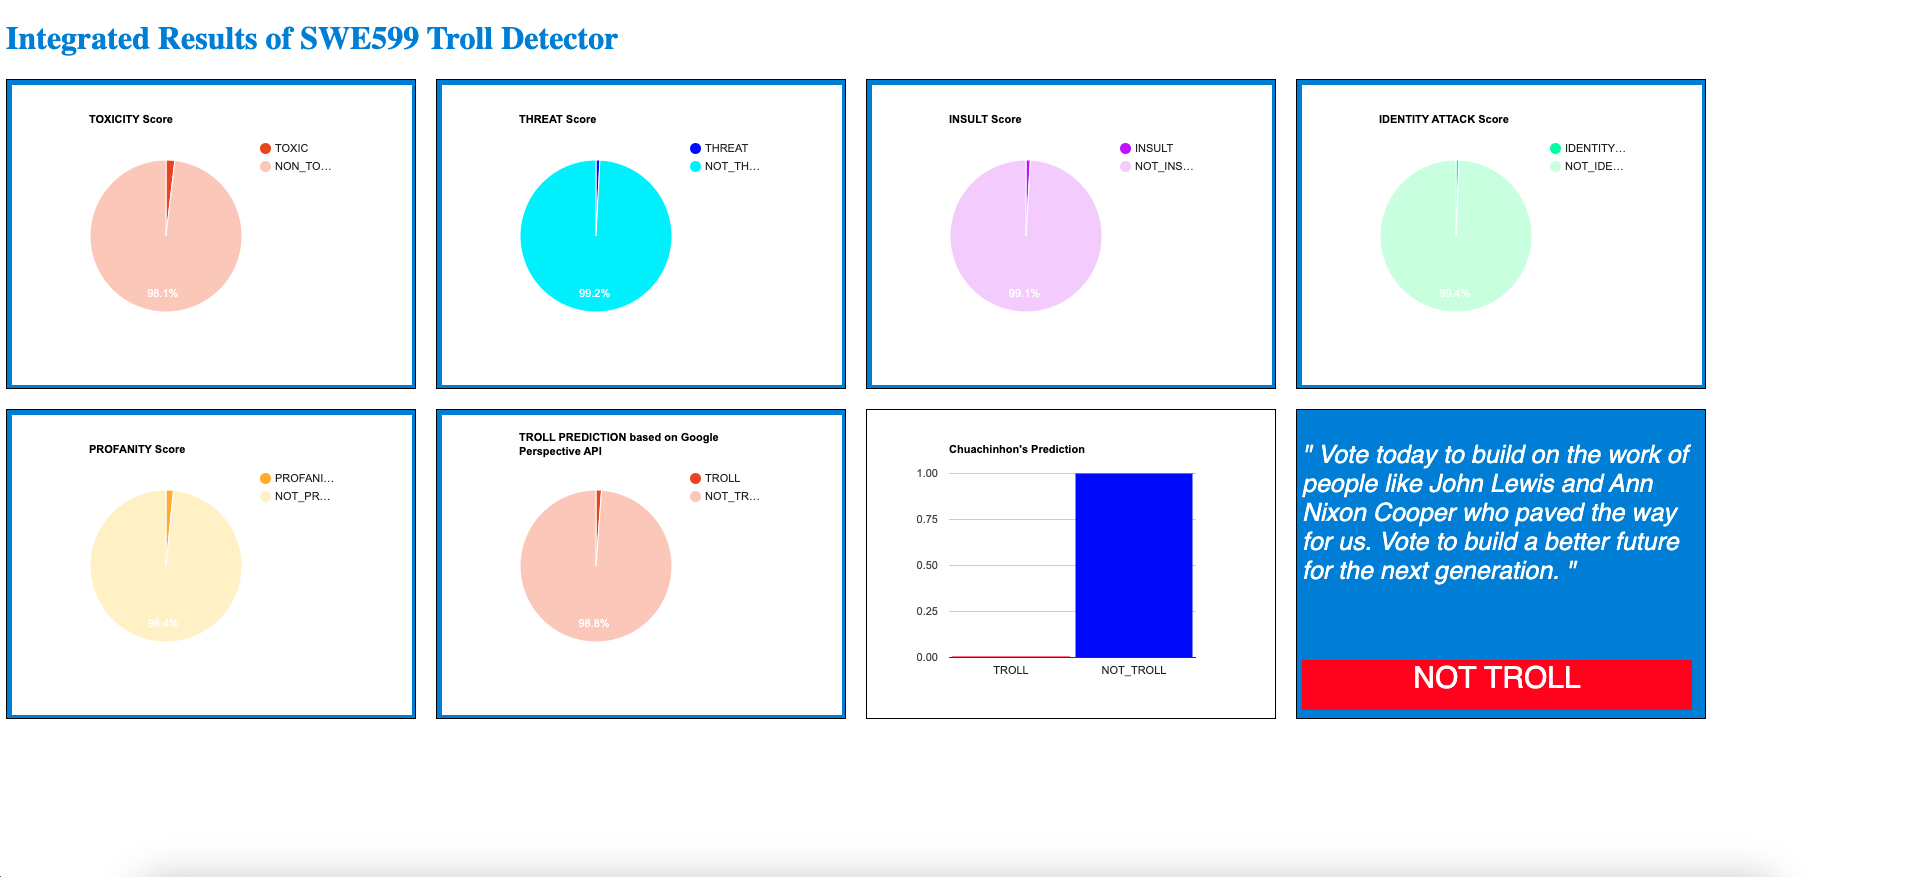 Integrated Results of SWE599 Troll Detector
TOXICITY Score
TOXIC
NON_TO...
98.1%
THREAT Score
THREAT
NOT_TH...
99.2%
INSULT Score
INSULT
NOT_INS...
99.1%
IDENTITY ATTACK Score
IDENTITY...
NOT_IDE...
99.4%
PROFANITY Score
PROFANI...
NOT_PR...
98.4%
TROLL PREDICTION based on Google
Perspective API
TROLL
NOT_TR...
98.8%
Chuachinhon's Prediction
1.00
0.75
0.50
0.25
0.00
TROLL
NOT_TROLL
" Vote today to build on the work of
people like John Lewis and Ann
Nixon Cooper who paved the way
for us. Vote to build a better future
for the next generation. "
NOT TROLL